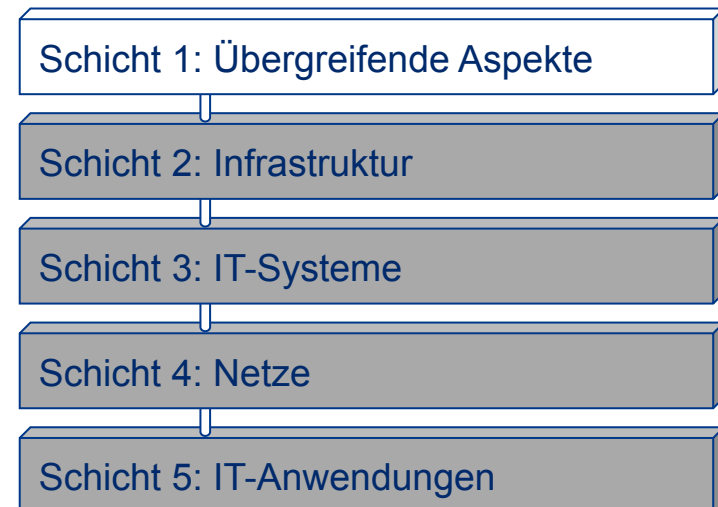 Schicht 1: Übergreifende Aspekte
Schicht 2: Infrastruktur
Schicht 3: IT-Systeme
Schicht 4: Netze
Schicht 5: IT-Anwendungen